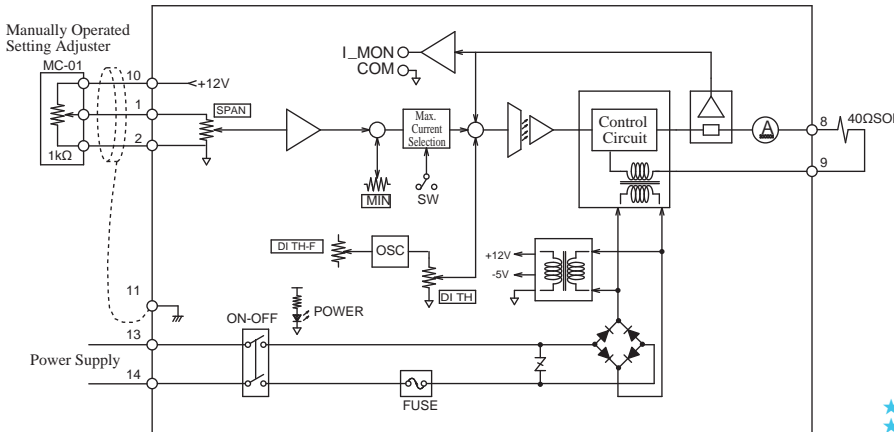 Manually Operated
Setting Adjuster
MC-01
10
+12V
1
2
1kΩ
SPAN
I_MON
COM
Max.
Current
Selection
MIN
SW
Control
Circuit
A
8
40ΩSOL
9
DI TH-F
OSC
DI TH
+12V
-5V
11
POWER
ON-OFF
13
Power Supply
14
FUSE